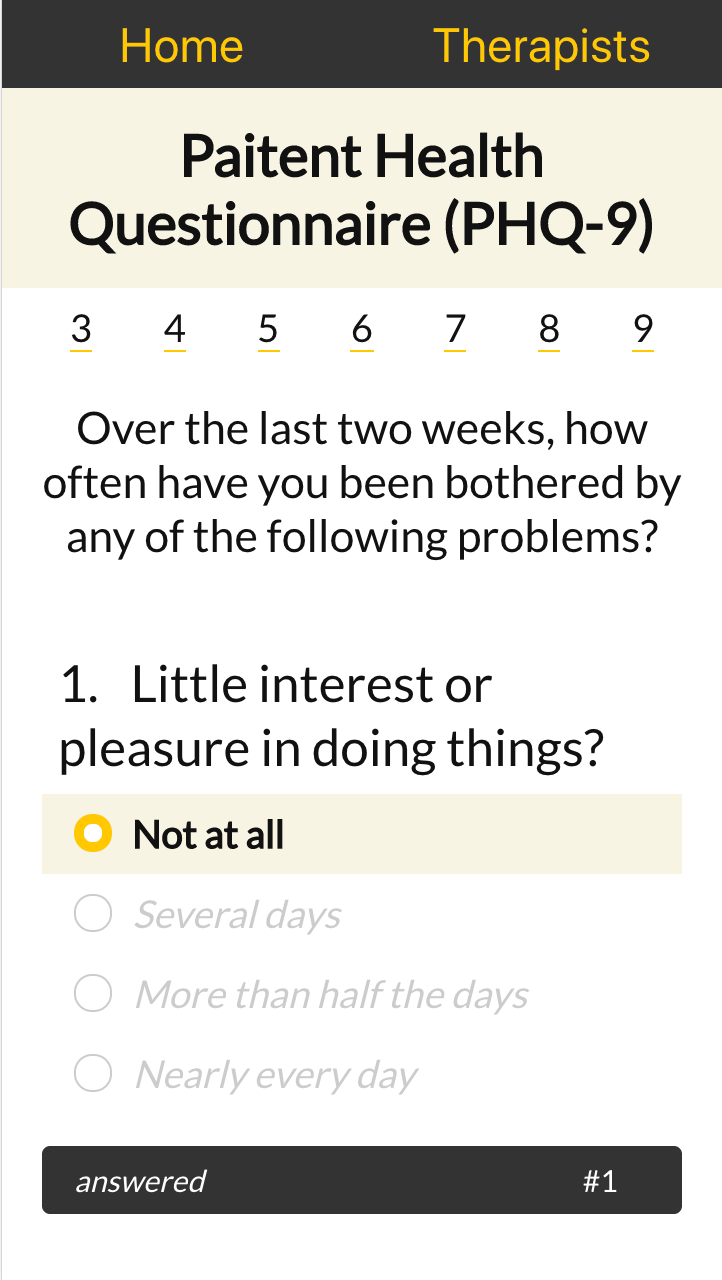 Home Therapists
Paitent Health
Questionnaire (PHQ-9)
3 4 5 6 7 8 9
Over the last two weeks, how
often have you been bothered by
any of the following problems?
1. Little interest or
pleasure in doing things?
Not at all
Several days
More than half the days
Nearly every day
answered #1